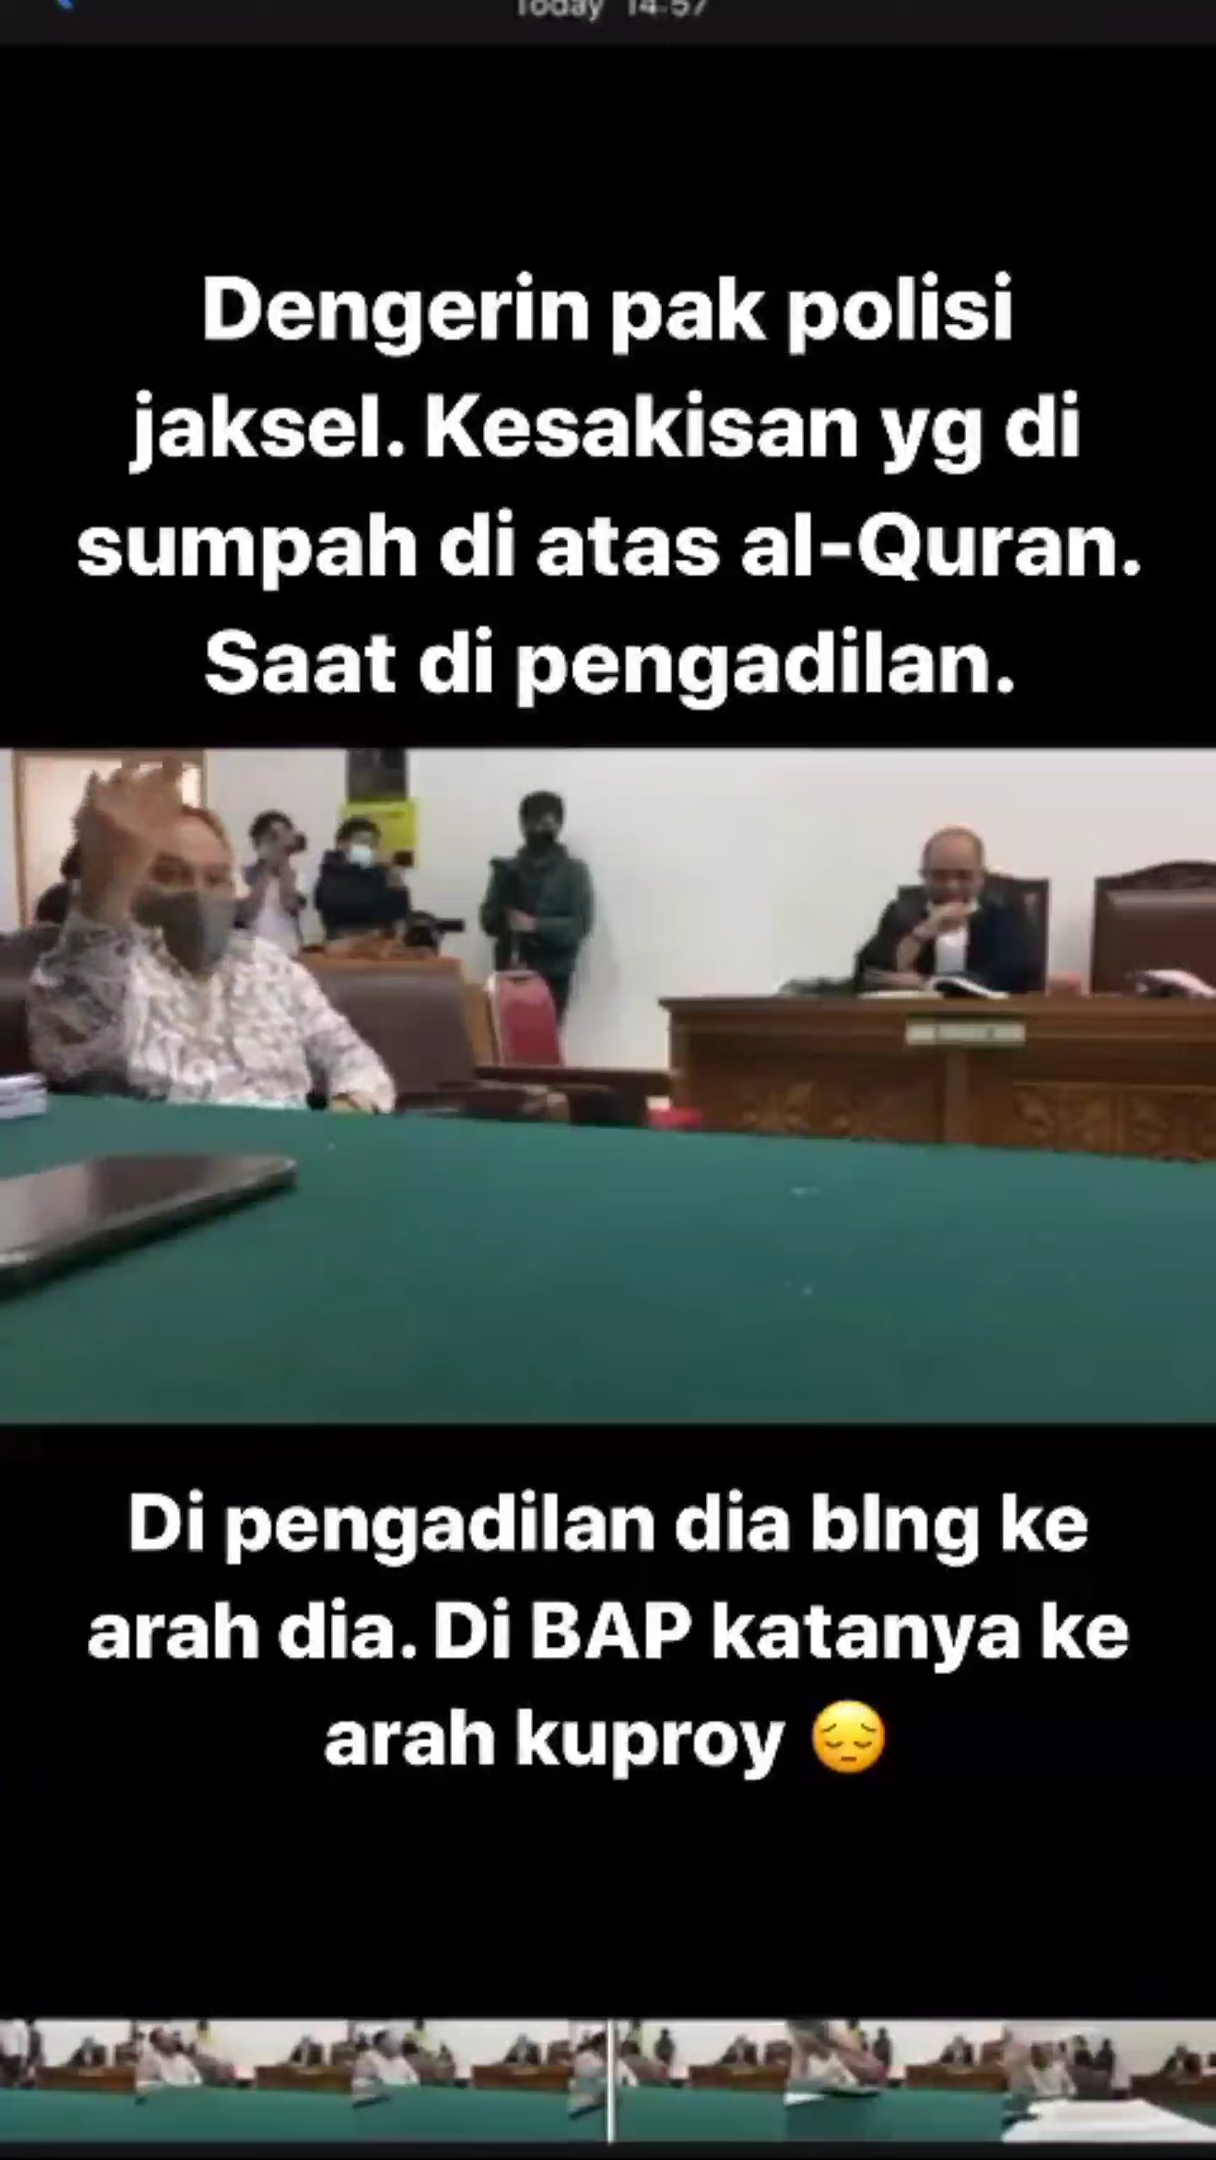 Today 14:57
Dengerin pak polisi
jaksel. Kesakisan yg di
sumpah di atas al-Quran.
Saat di pengadilan.
Di pengadilan dia blng ke
arah dia. Di BAP katanya ke
arah kuproy 😔